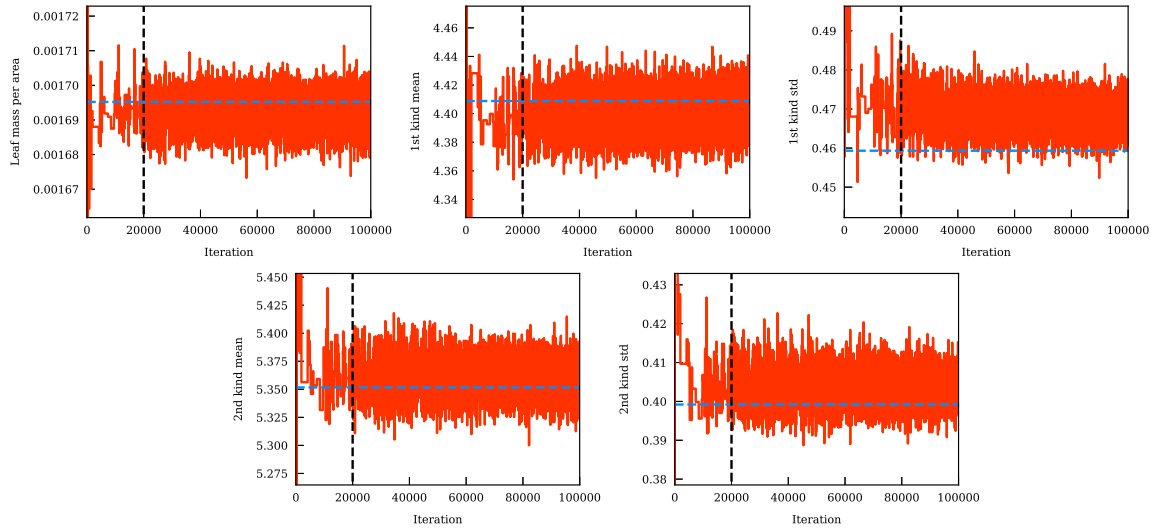 Leaf mass per area
0.00172
0.00171
0.00170
0.00169
0.00168
0.00167
0 20000 40000 60000 80000 100000
Iteration
1st kind mean
4.46
4.44
4.42
4.40
4.38
4.36
4.34
0 20000 40000 60000 80000 100000
Iteration
1st kind std
0.49
0.48
0.47
0.46
0.45
0 20000 40000 60000 80000 100000
Iteration
2nd kind mean
5.450
5.425
5.400
5.375
5.350
5.325
5.300
5.275
0 20000 40000 60000 80000 100000
Iteration
2nd kind std
0.43
0.42
0.41
0.40
0.39
0.38
0 20000 40000 60000 80000 100000
Iteration